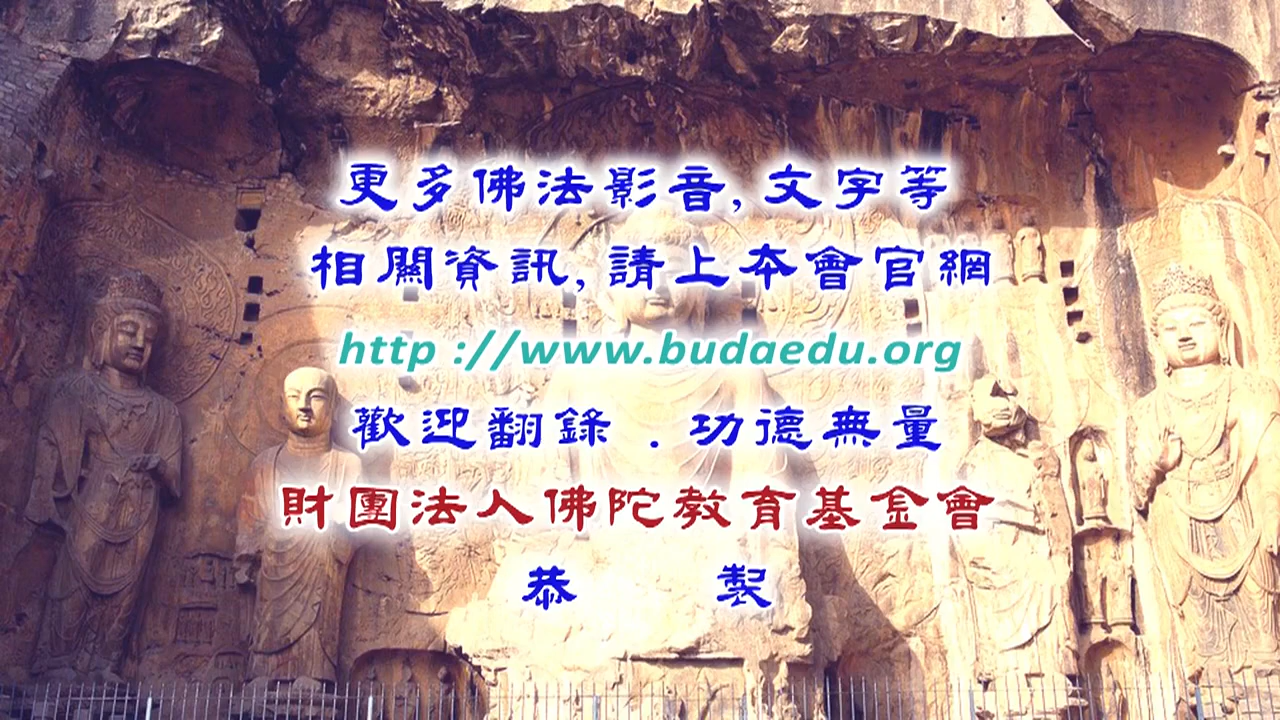 更多佛法影音,文字等
相關資訊,請上本會官網
http ://www.budaedu.org
歡迎翻錄 . 功德無量
財團法人佛陀教育基金會
恭 製